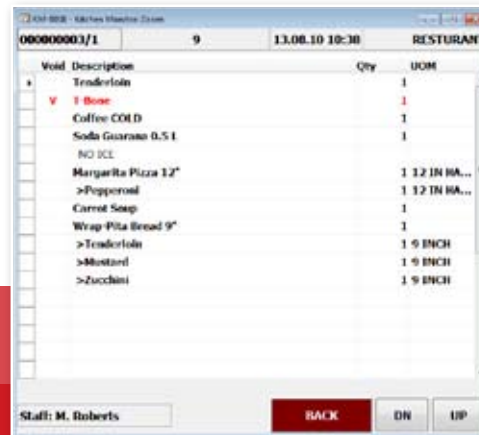 Kitchen Monitor Zoom
000000003/1 9 13.08.10 10:30 RESTURAN
Void Description Qty UOM
Tenderloin 1
V T-Bone 1
Coffee COLD 1
Soda Guarana 0.5 L 1
NO ICE
Margarita Pizza 12" 1 12 IN HA...
>Pepperoni 1 12 IN HA...
Carrot Soup 1
Wrap-Pita Bread 9" 1
>Tenderloin 1 9 INCH
>Mustard 1 9 INCH
>Zucchini 1 9 INCH
Staff: M. Roberts BACK DN UP